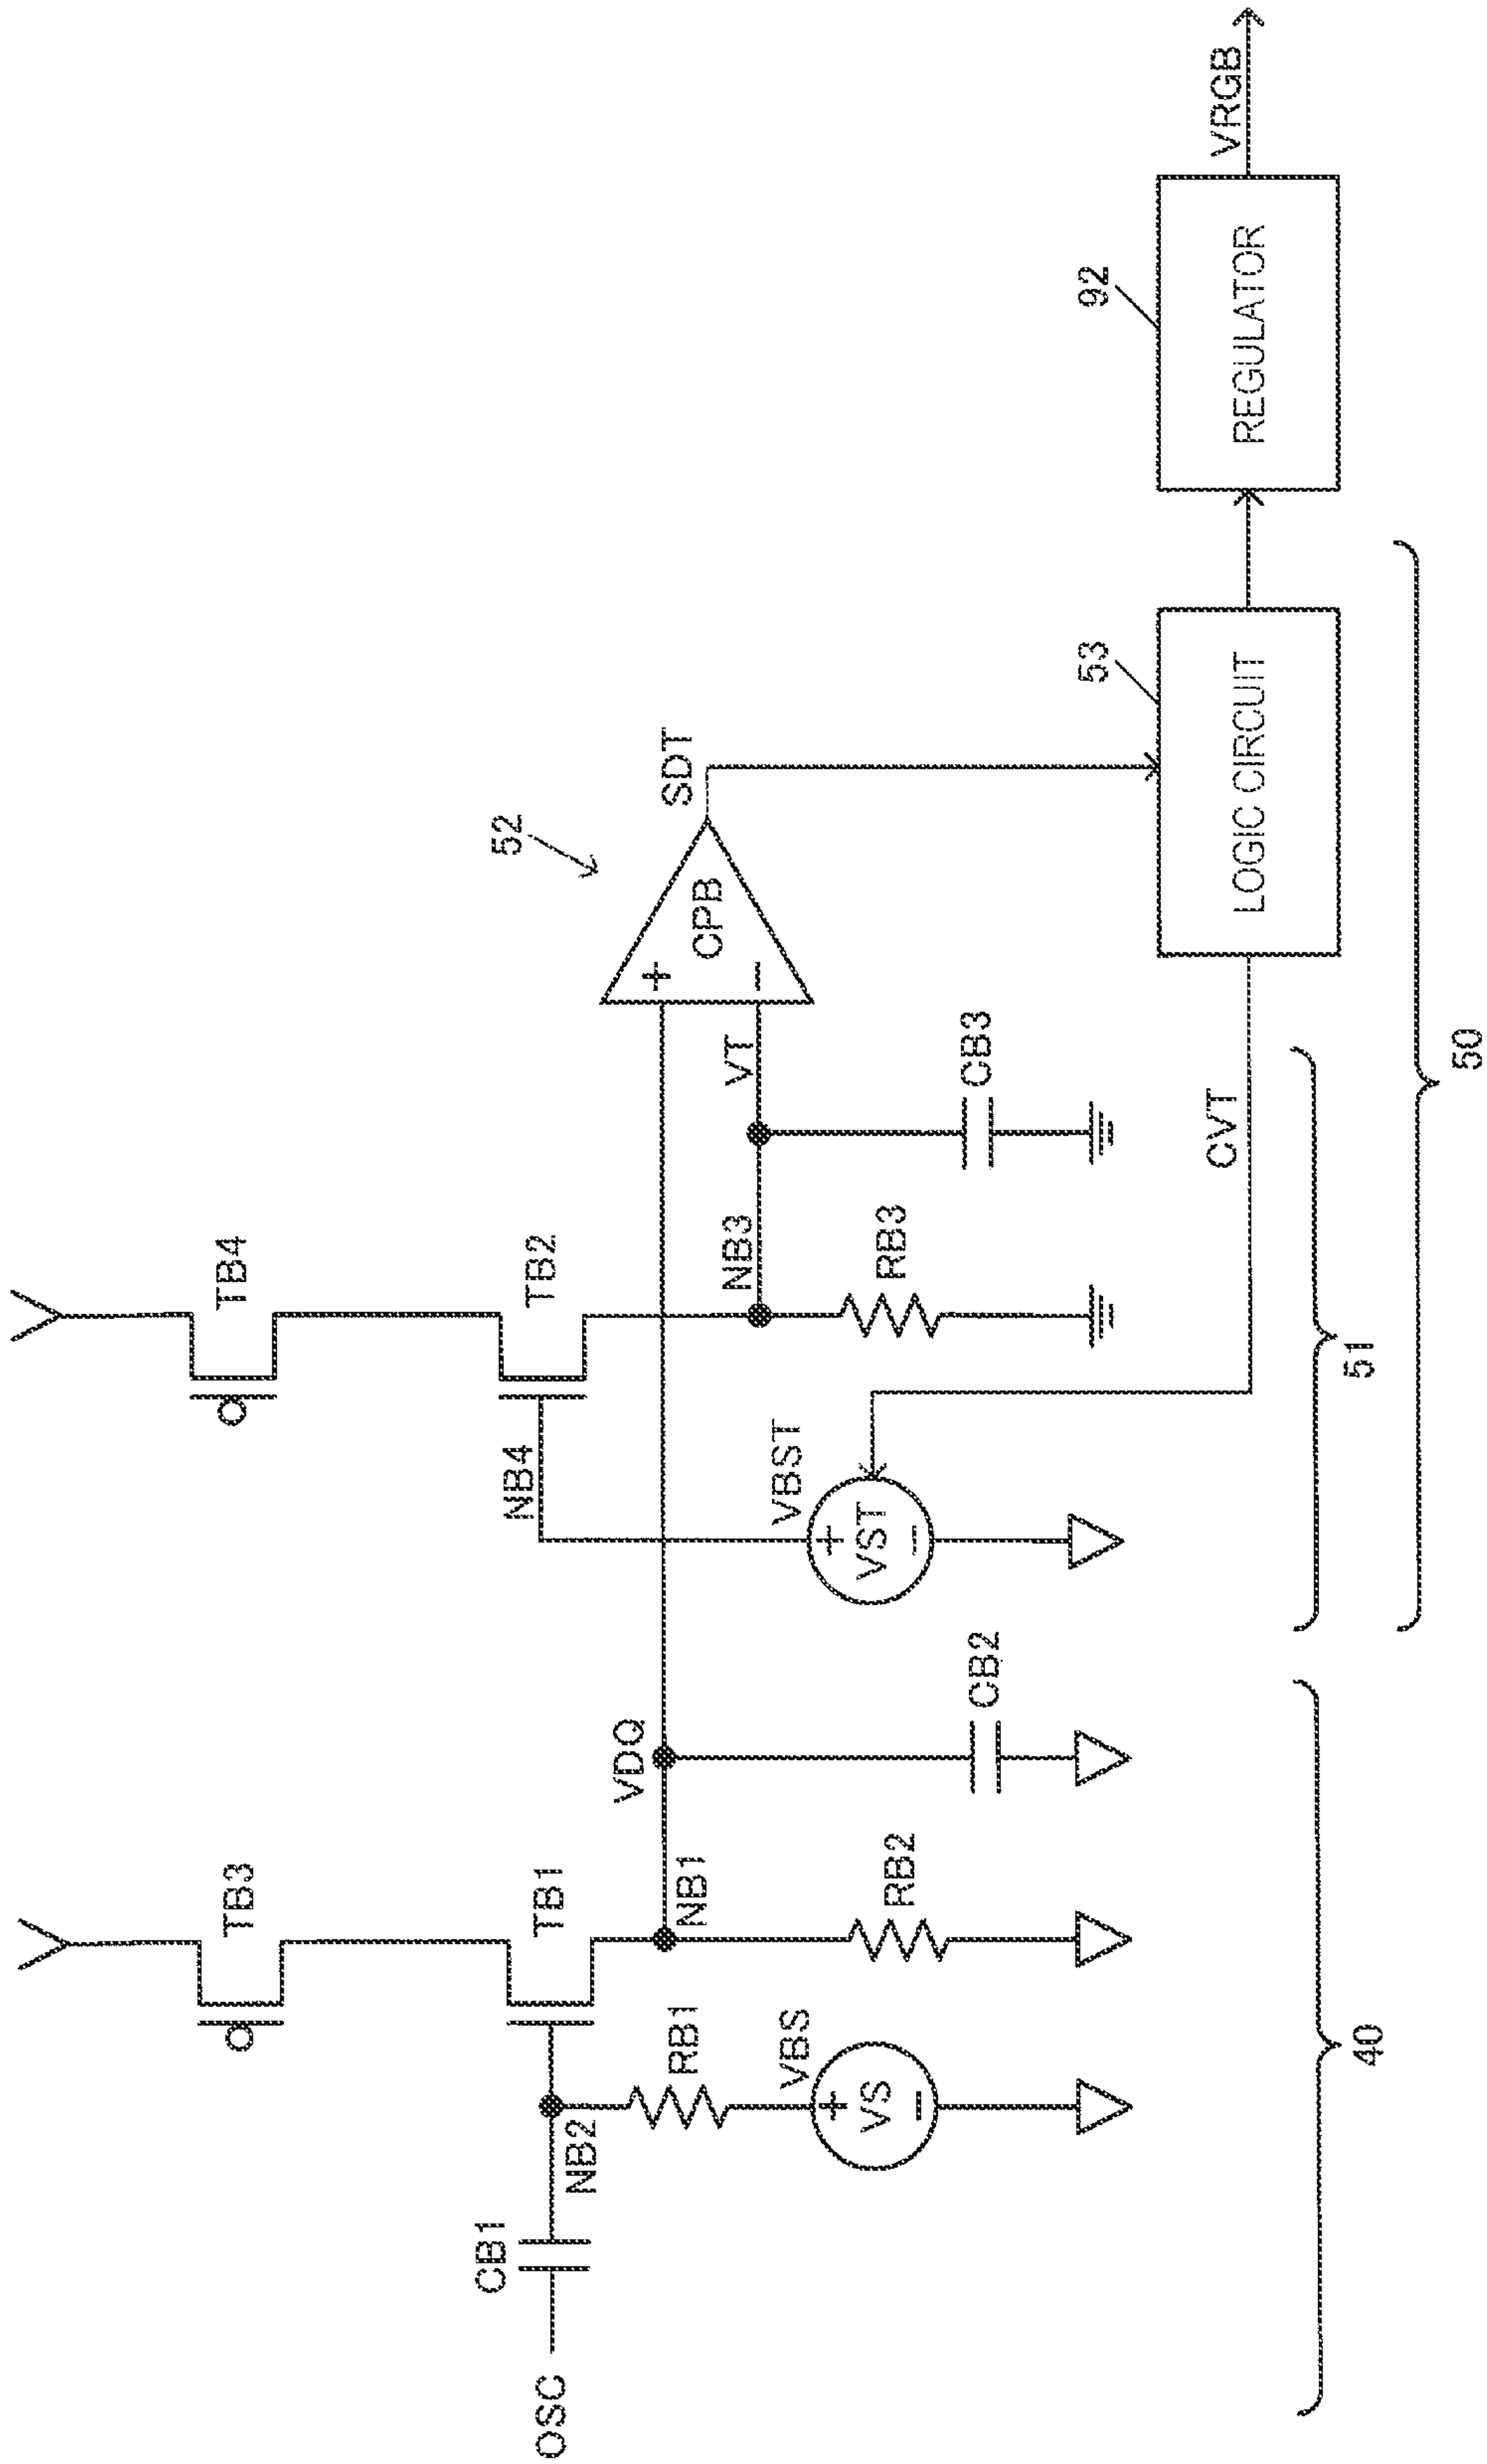 TB3
TB4
TB1
TB2
OSC
CB1
NB2
RB1
VBS
+
VS
−
NB1
RB2
VDQ
CB2
NB4
VBST
+
VST
−
NB3
RB3
VT
CB3
52
+
−
CPB
SDT
CVT
53
LOGIC CIRCUIT
92
REGULATOR
VRGB
40
51
50